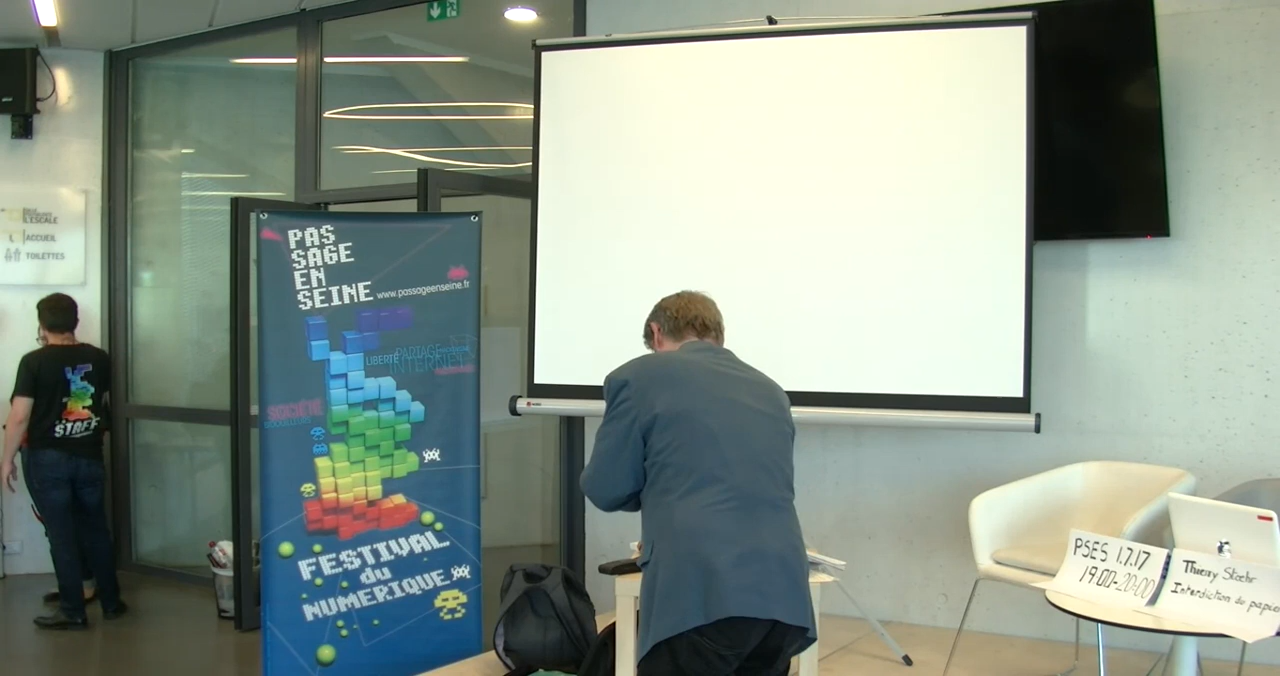 L'ESCALE
ACCUEIL
TOILETTES
STAFF
PAS
SAGE
EN
SEINE
www.passageenseine.fr
LIBERTÉ
PARTAGE
INTERNET
SOCIÉTÉ
FESTIVAL
du
NUMERIQUE
PSES 1.7.17
19:00-20:00
Thierry Stoehr
Interdiction du papier